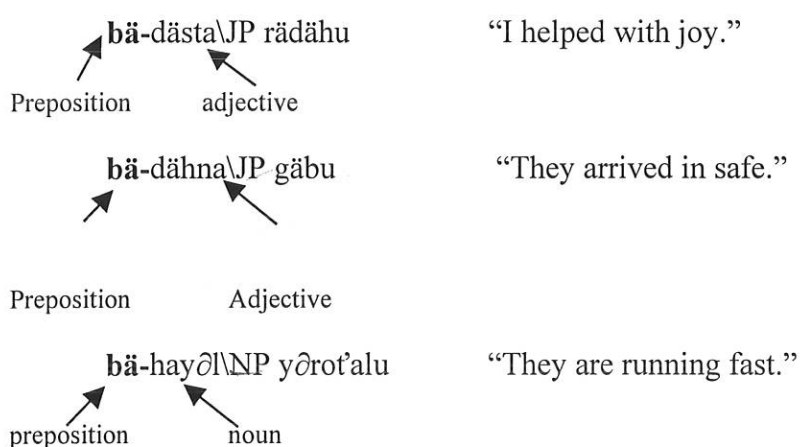 bä-dästa\JP rädähu “I helped with joy.”
Preposition adjective
bä-dähna\JP gäbu “They arrived in safe.”
Preposition Adjective
bä-hay∂l\NP y∂rot’alu “They are running fast.”
preposition noun